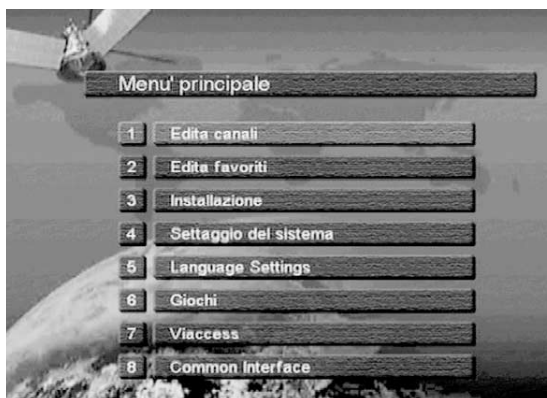 Menu' principale
1 Edita canali
2 Edita favoriti
3 Installazione
4 Settaggio del sistema
5 Language Settings
6 Giochi
7 Viaccess
8 Common Interface